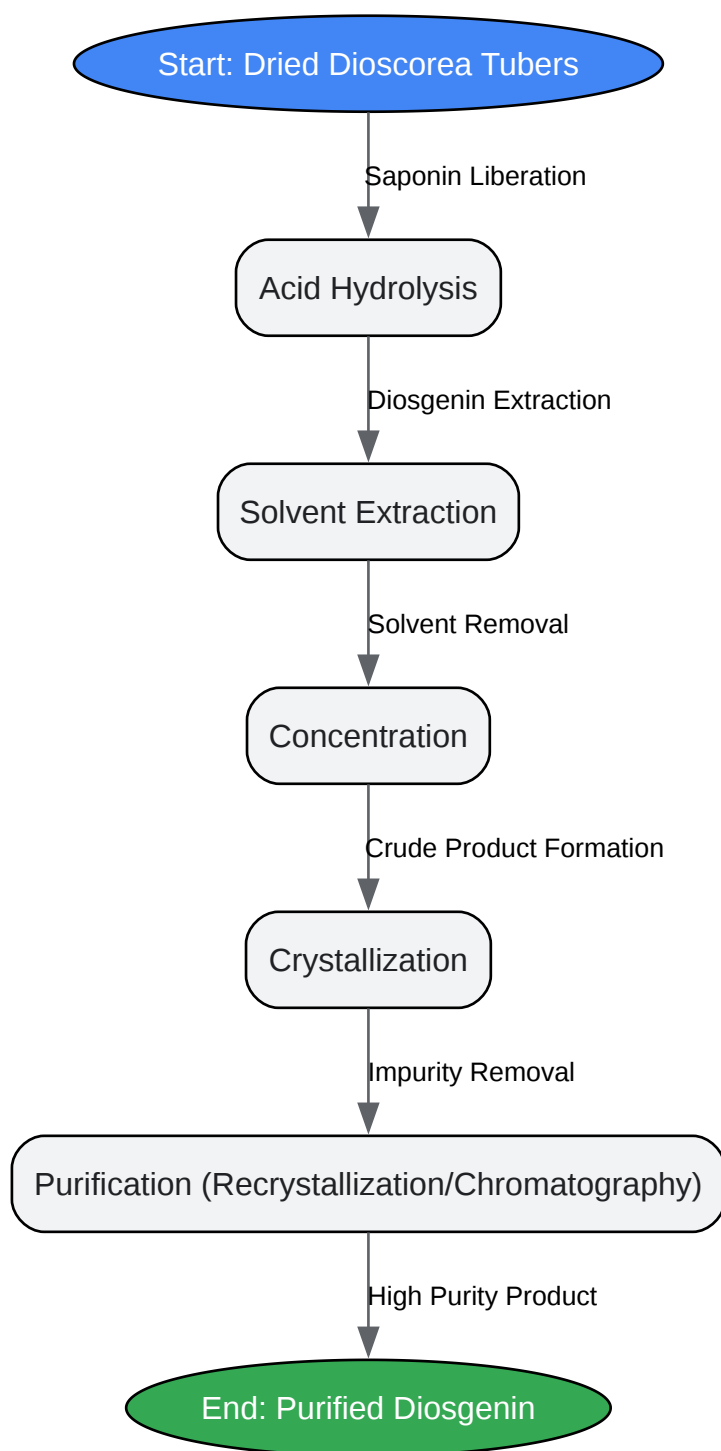 Start: Dried Dioscorea Tubers
Saponin Liberation
Acid Hydrolysis
Diosgenin Extraction
Solvent Extraction
Solvent Removal
Concentration
Crude Product Formation
Crystallization
Impurity Removal
Purification (Recrystallization/Chromatography)
High Purity Product
End: Purified Diosgenin